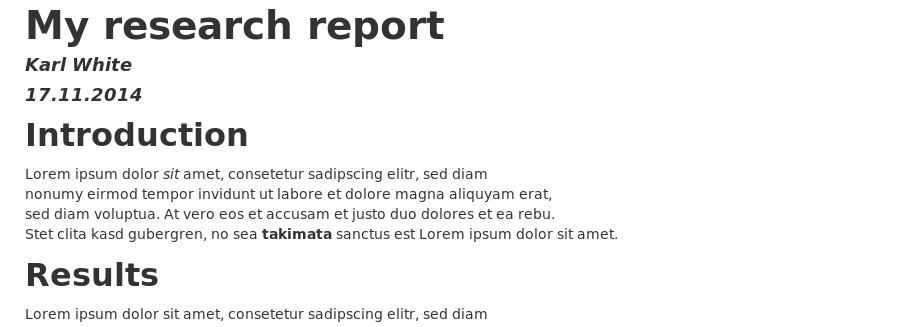 My research report
Karl White
17.11.2014
Introduction
Lorem ipsum dolor sit amet, consetetur sadipscing elitr, sed diam
nonumy eirmod tempor invidunt ut labore et dolore magna aliquyam erat,
sed diam voluptua. At vero eos et accusam et justo duo dolores et ea rebu.
Stet clita kasd gubergren, no sea takimata sanctus est Lorem ipsum dolor sit amet.
Results
Lorem ipsum dolor sit amet, consetetur sadipscing elitr, sed diam